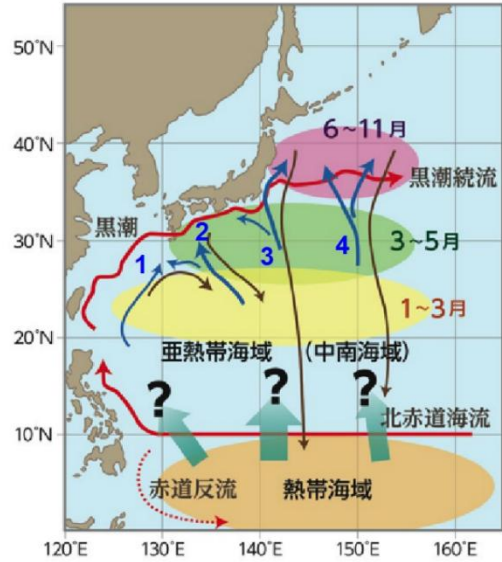 50°N
40°N
30°N
20°N
10°N
6~11月
黒潮続流
黒潮
3~5月
1
2
3
4
1~3月
亜熱帯海域 (中南海域)
?
?
?
北赤道海流
赤道反流
熱帯海域
120°E
130°E
140°E
150°E
160°E